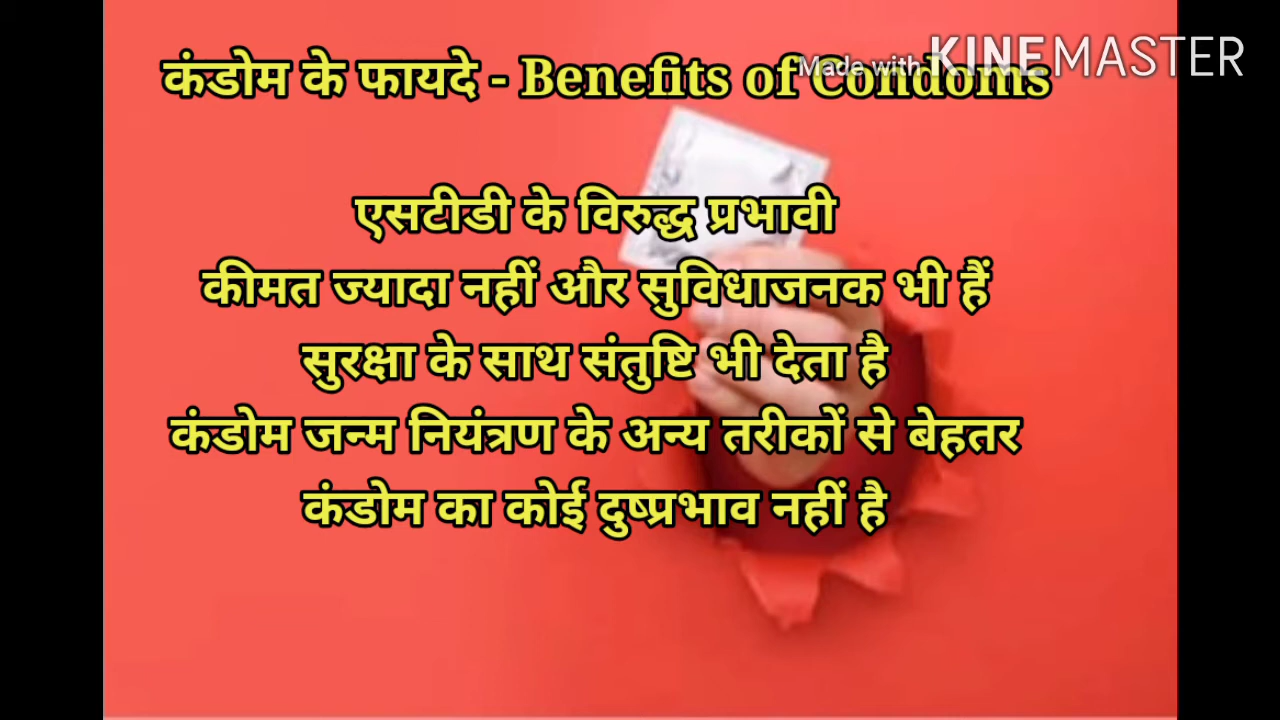 कंडोम के फायदे - Benefits of Condoms
Made with KINEMASTER
एसटीडी के विरुद्ध प्रभावी
कीमत ज्यादा नहीं और सुविधाजनक भी हैं
सुरक्षा के साथ संतुष्टि भी देता है
कंडोम जन्म नियंत्रण के अन्य तरीकों से बेहतर
कंडोम का कोई दुष्प्रभाव नहीं है